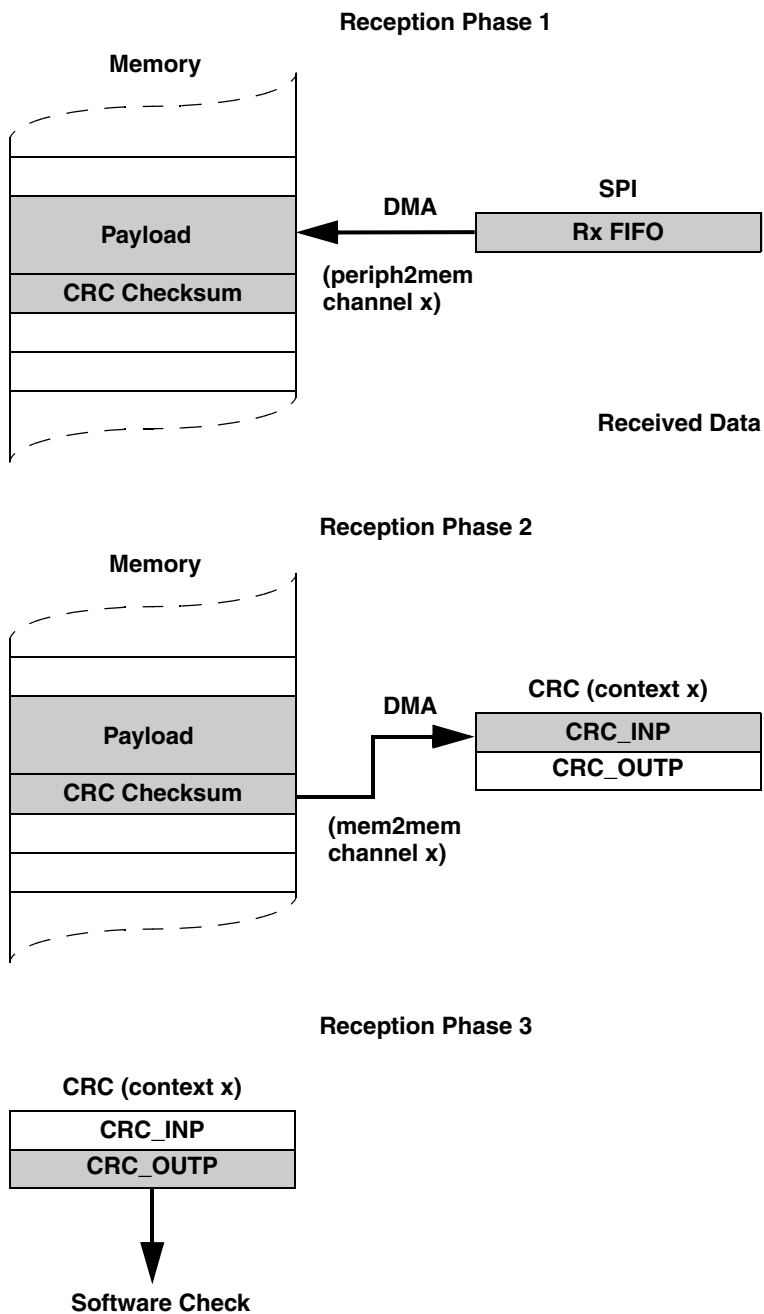 Reception Phase 1
Memory
SPI
DMA
Payload
Rx FIFO
(periph2mem
channel x)
CRC Checksum
Received Data
Reception Phase 2
Memory
CRC (context x)
DMA
CRC_INP
Payload
CRC_OUTP
CRC Checksum
(mem2mem
channel x)
Reception Phase 3
CRC (context x)
CRC_INP
CRC_OUTP
Software Check